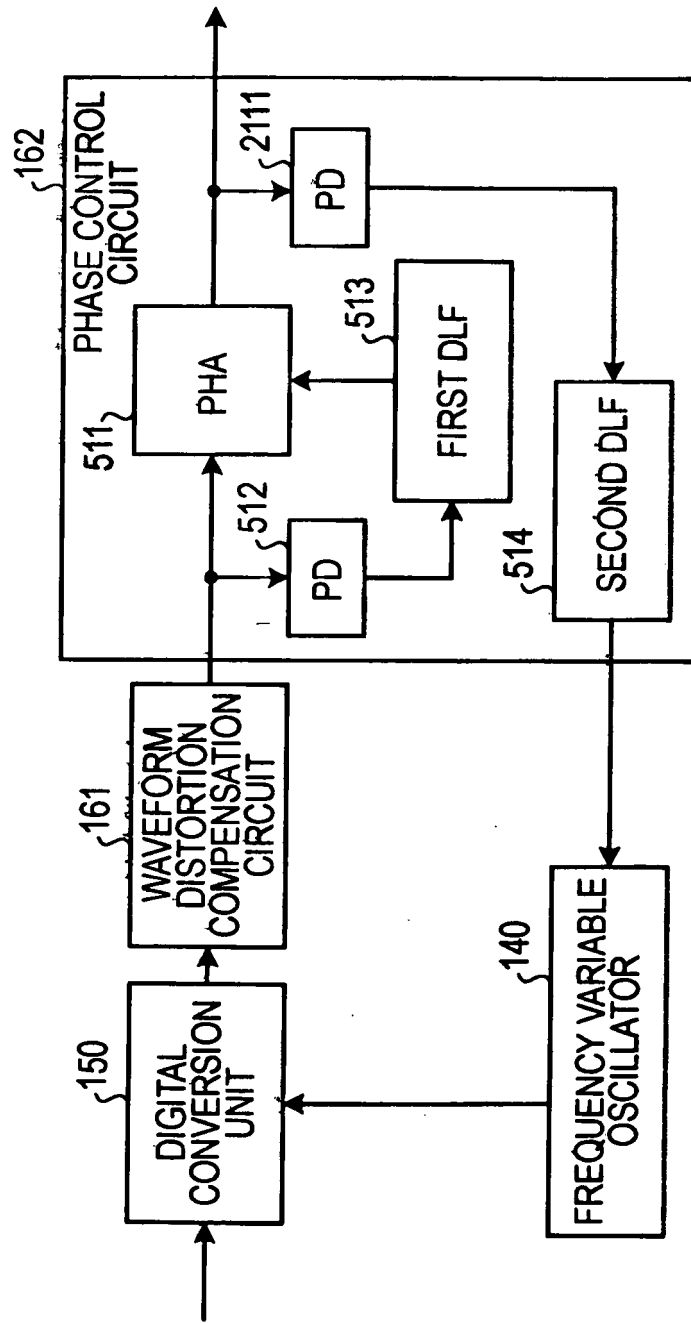 162
PHASE CONTROL
CIRCUIT
150
DIGITAL
CONVERSION
UNIT
161
WAVEFORM
DISTORTION
COMPENSATION
CIRCUIT
511
PHA
512
PD
2111
PD
513
FIRST DLF
514
SECOND DLF
140
FREQUENCY VARIABLE
OSCILLATOR